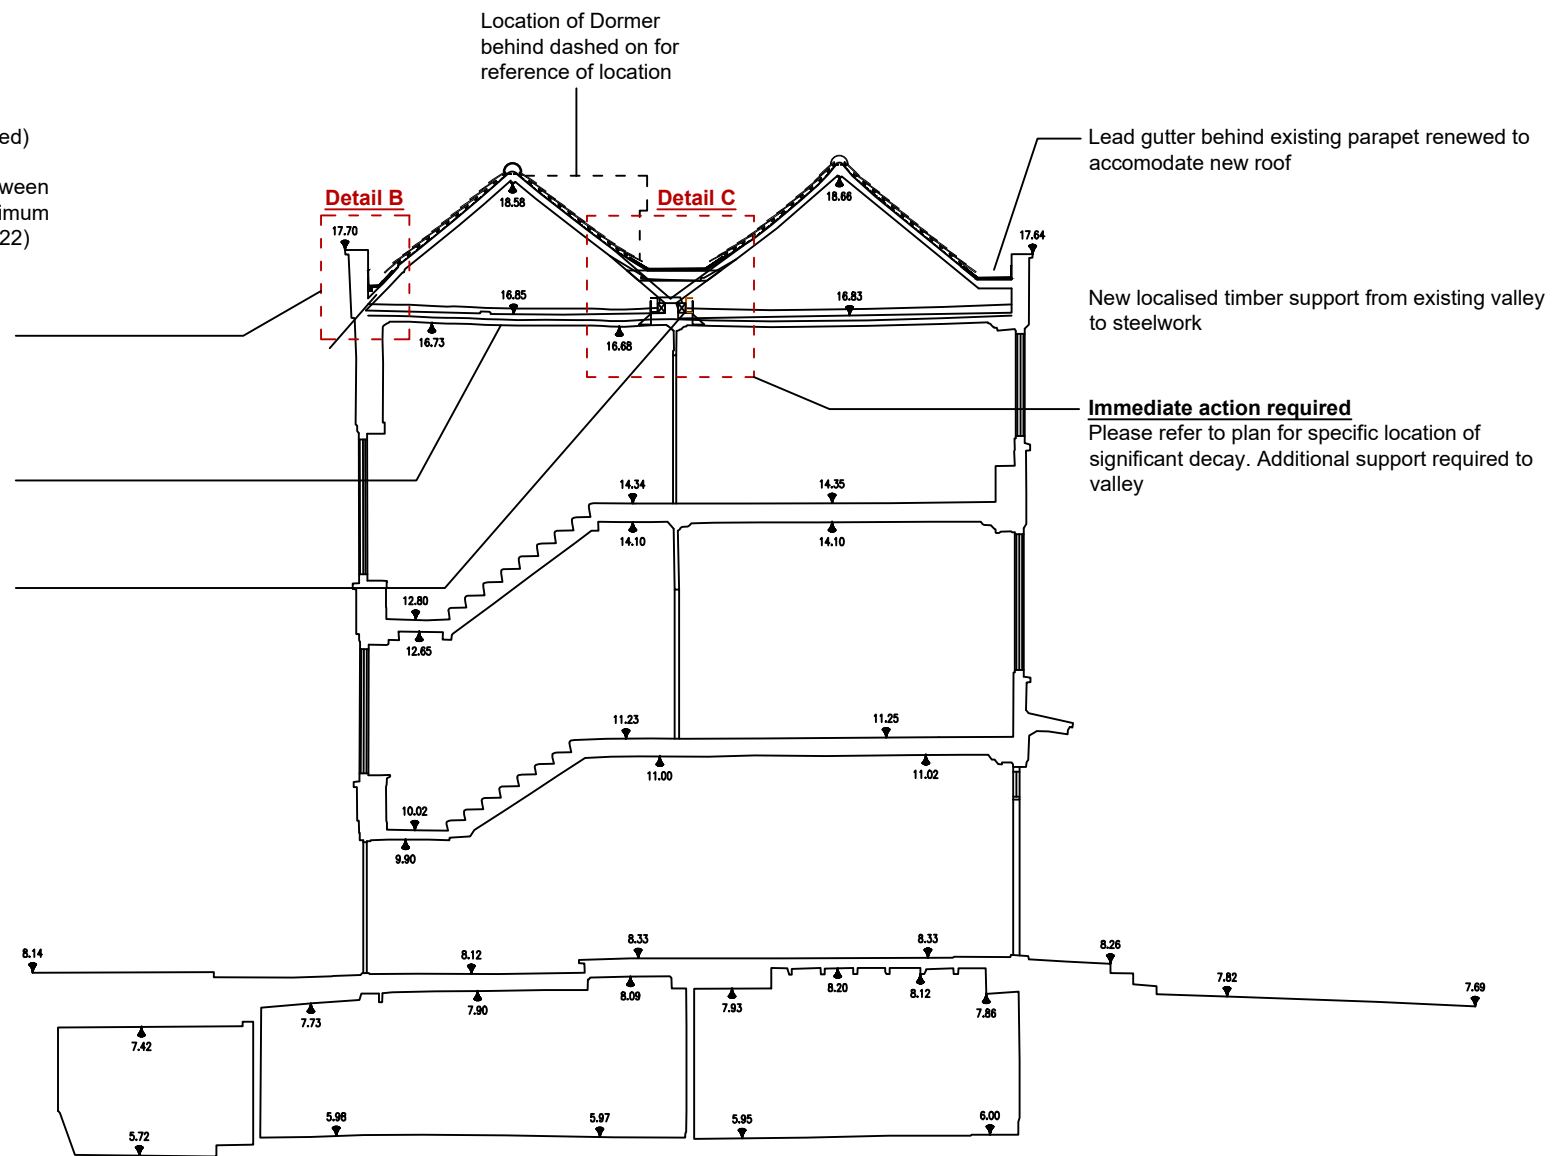 Location of Dormer
behind dashed on for
reference of location
ed)
ween
imum
22)
Lead gutter behind existing parapet renewed to
accomodate new roof
Detail B
Detail C
18.58
18.66
17.70
17.64
New localised timber support from existing valley
to steelwork
16.85
16.83
16.73
16.68
Immediate action required
Please refer to plan for specific location of
significant decay. Additional support required to
valley
14.34
14.35
14.10
14.10
12.80
12.65
11.23
11.25
11.00
11.02
10.02
9.90
8.14
8.12
8.33
8.33
8.26
7.82
7.69
7.73
7.90
8.09
7.93
8.20
8.12
7.86
7.42
5.98
5.97
5.95
6.00
5.72